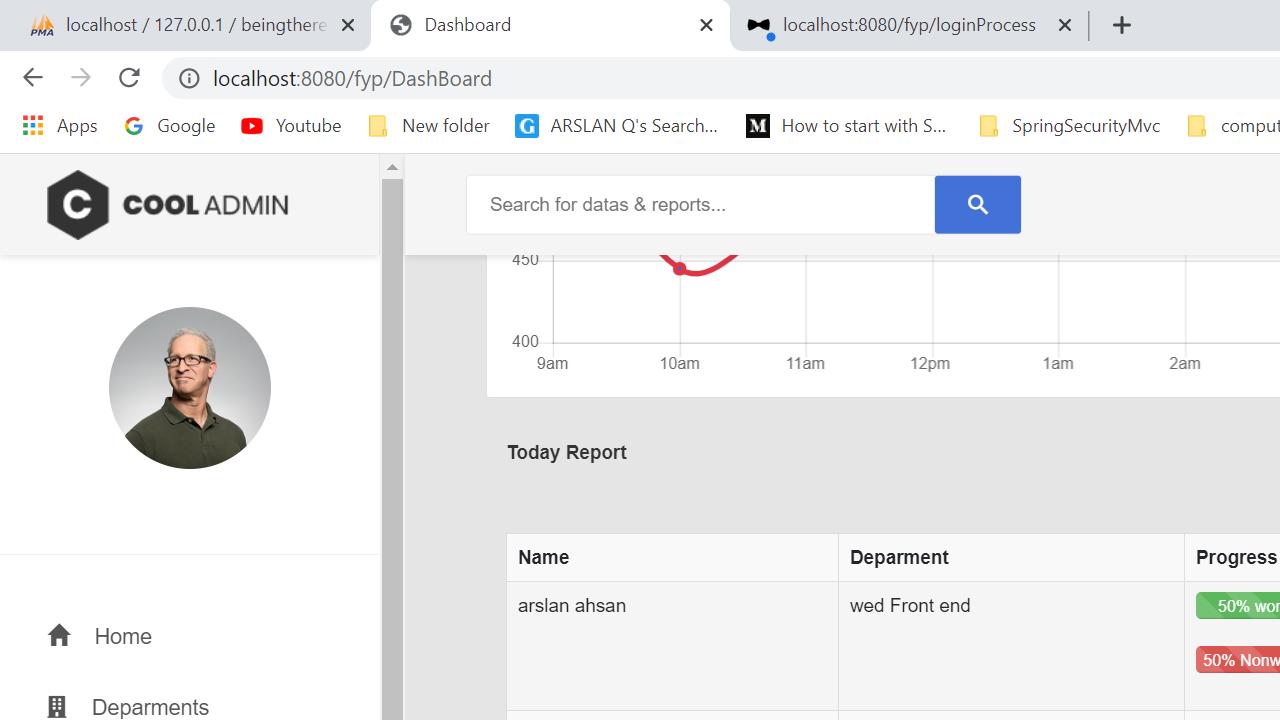 PMA localhost / 127.0.0.1 / beingthere Dashboard localhost:8080/fyp/loginProcess
localhost:8080/fyp/DashBoard
Apps Google YouTube New folder G ARSLAN Q's Search... M How to start with S... SpringSecurityMvc comput
C COOL ADMIN Search for datas & reports...
450
400
9am 10am 11am 12pm 1am 2am
Today Report
Name Deparment Progress
arslan ahsan wed Front end 50% wor
50% Nonw
Home
Deparments